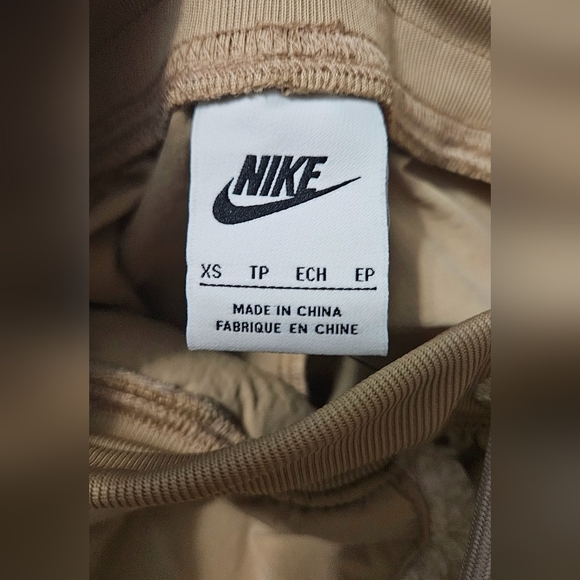 NIKE
XS TP ECH EP
MADE IN CHINA
FABRIQUE EN CHINE